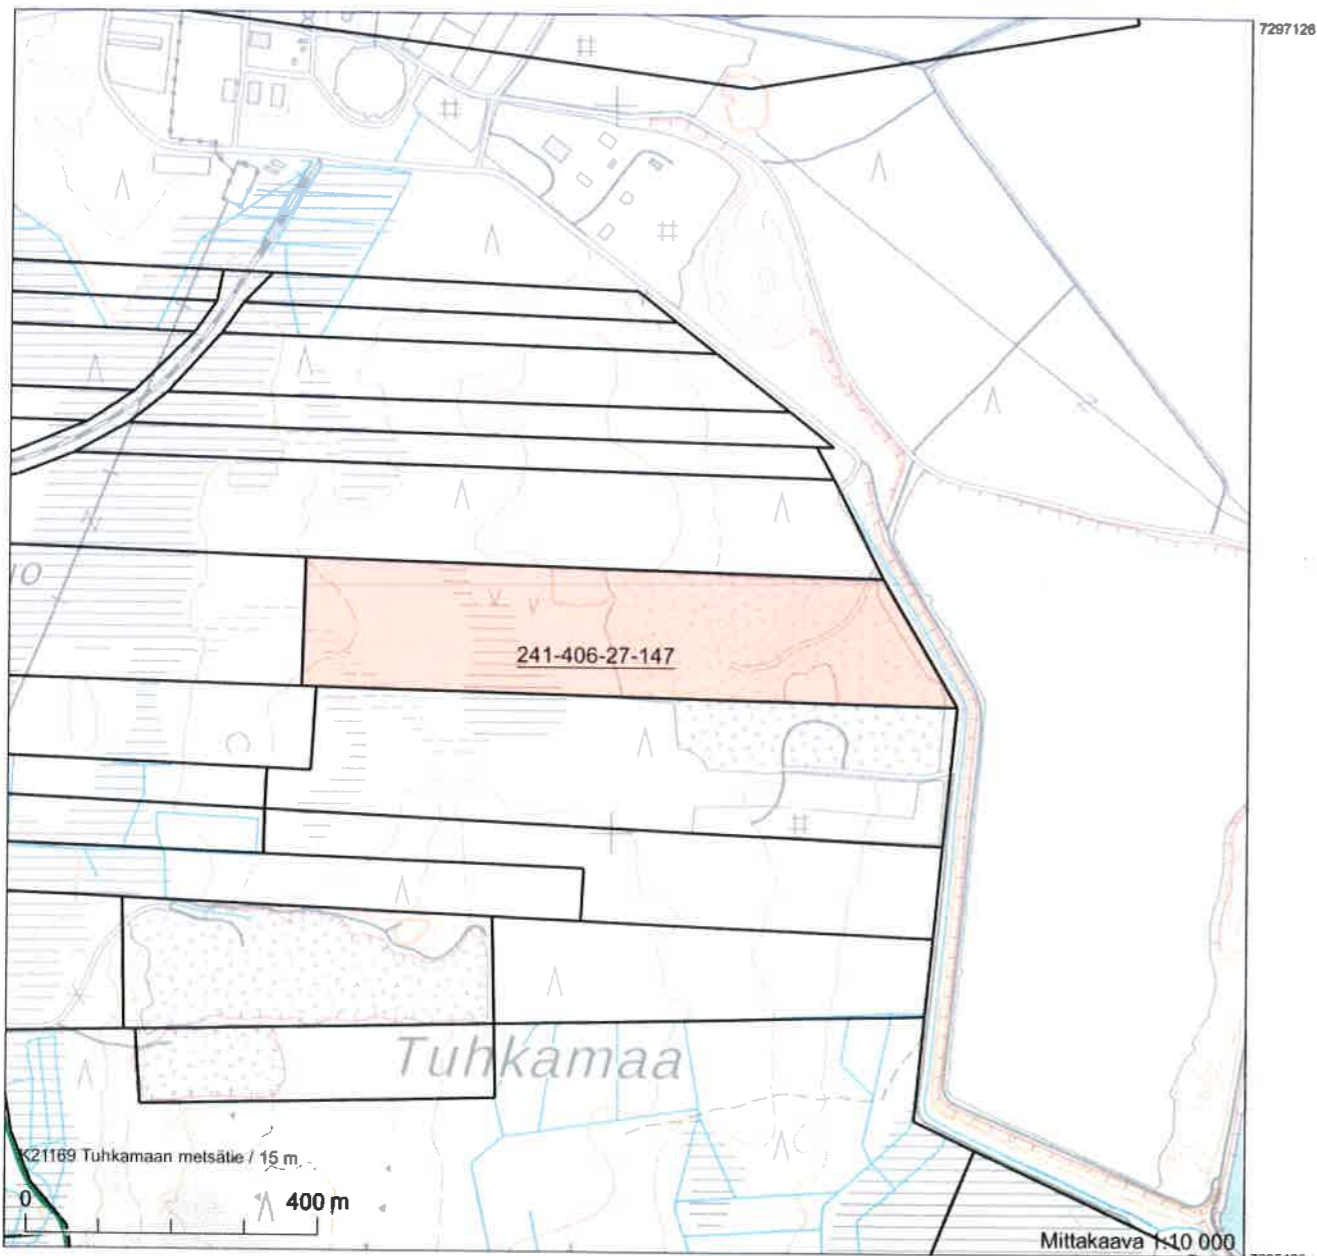 7297126
241-406-27-147
Tuhkamaa
K21169 Tuhkamaan metsätie / 15 m
0
400 m
Mittakaava 1:10 000